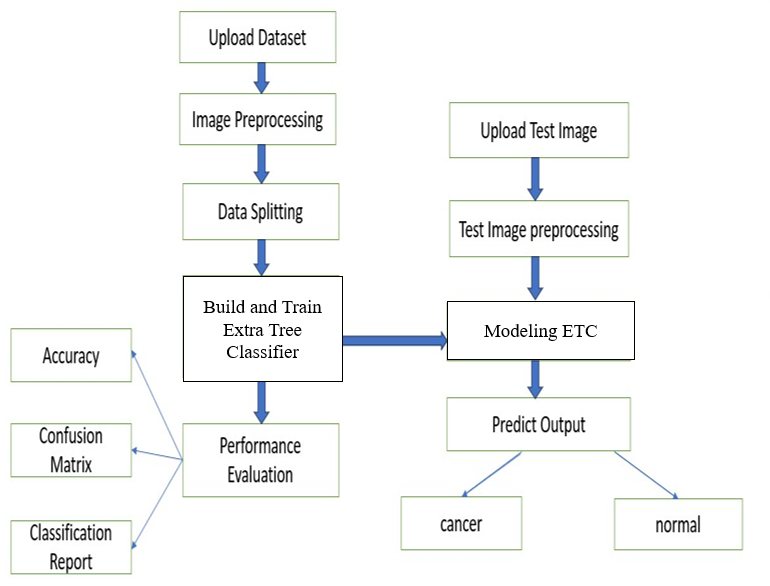 Upload Dataset
Image Preprocessing
Data Splitting
Build and Train
Extra Tree
Classifier
Performance
Evaluation
Accuracy
Confusion
Matrix
Classification
Report
Upload Test Image
Test Image preprocessing
Modeling ETC
Predict Output
cancer
normal